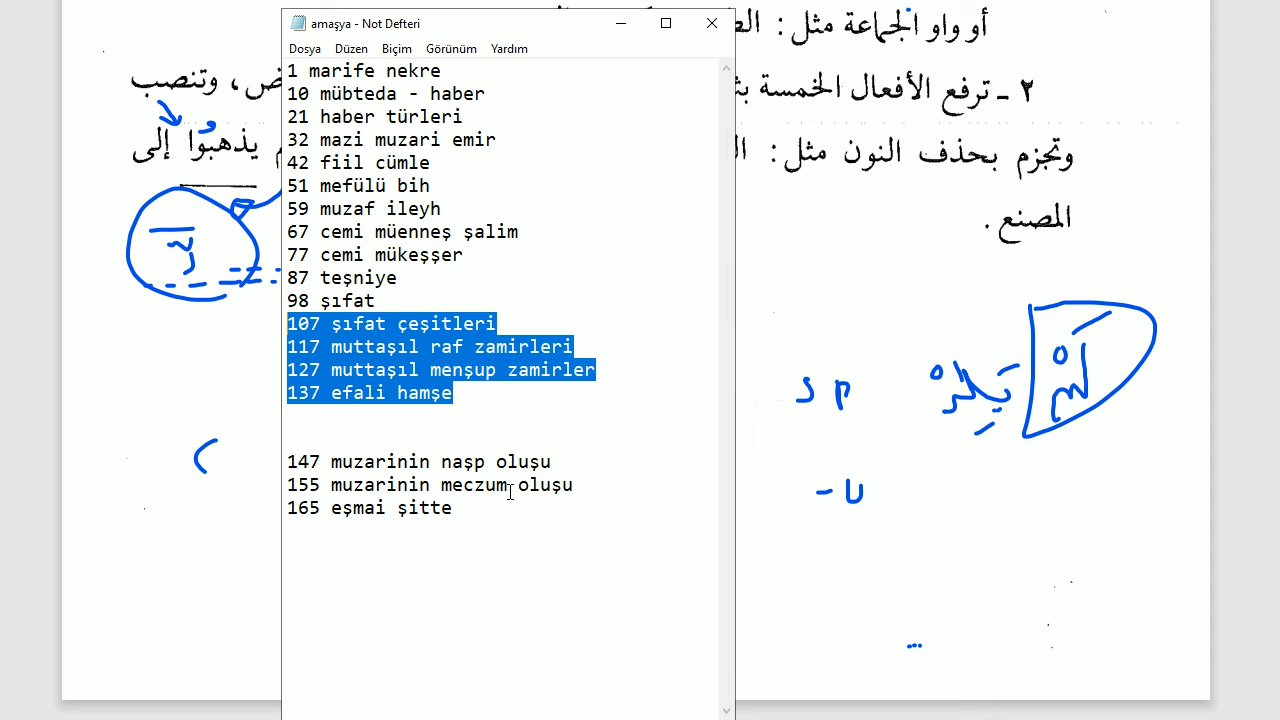 أو واو الجماعة مثل:
amaşya - Not Defteri
Dosya Düzen Biçim Görünüm Yardım
٢ ـ ترفع الأفعال الخمسة
وتنصب
وتجزم بحذف النون مثل:
يذهبوا إلى
المصنع .
1 marife nekre
10 mübteda - haber
21 haber türleri
32 mazi muzari emir
42 fiil cümle
51 mefülü bih
59 muzaf ileyh
67 cemi müenneş şalim
77 cemi mükeşşer
87 teşniye
98 şıfat
107 şıfat çeşitleri
117 muttaşıl raf zamirleri
127 muttaşıl menşup zamirler
137 efali hamşe
147 muzarinin naşp oluşu
155 muzarinin meczum oluşu
165 eşmai şitte